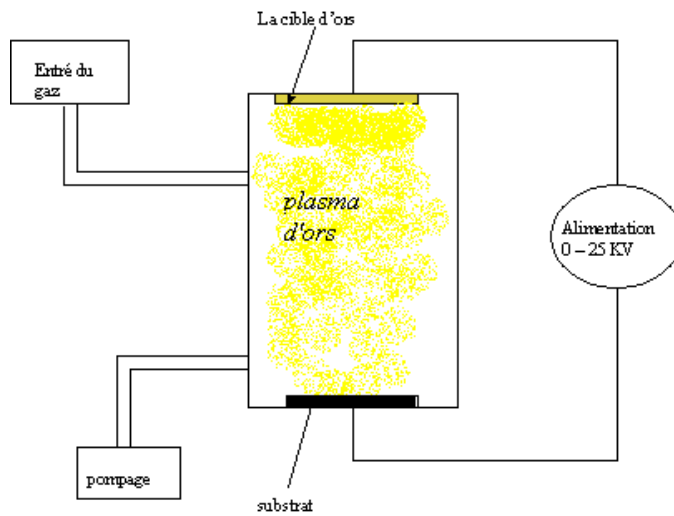 La cible d'ors
Entré du
gaz
plasma
d'ors
Alimentation
0 – 25 KV
pompage
substrat